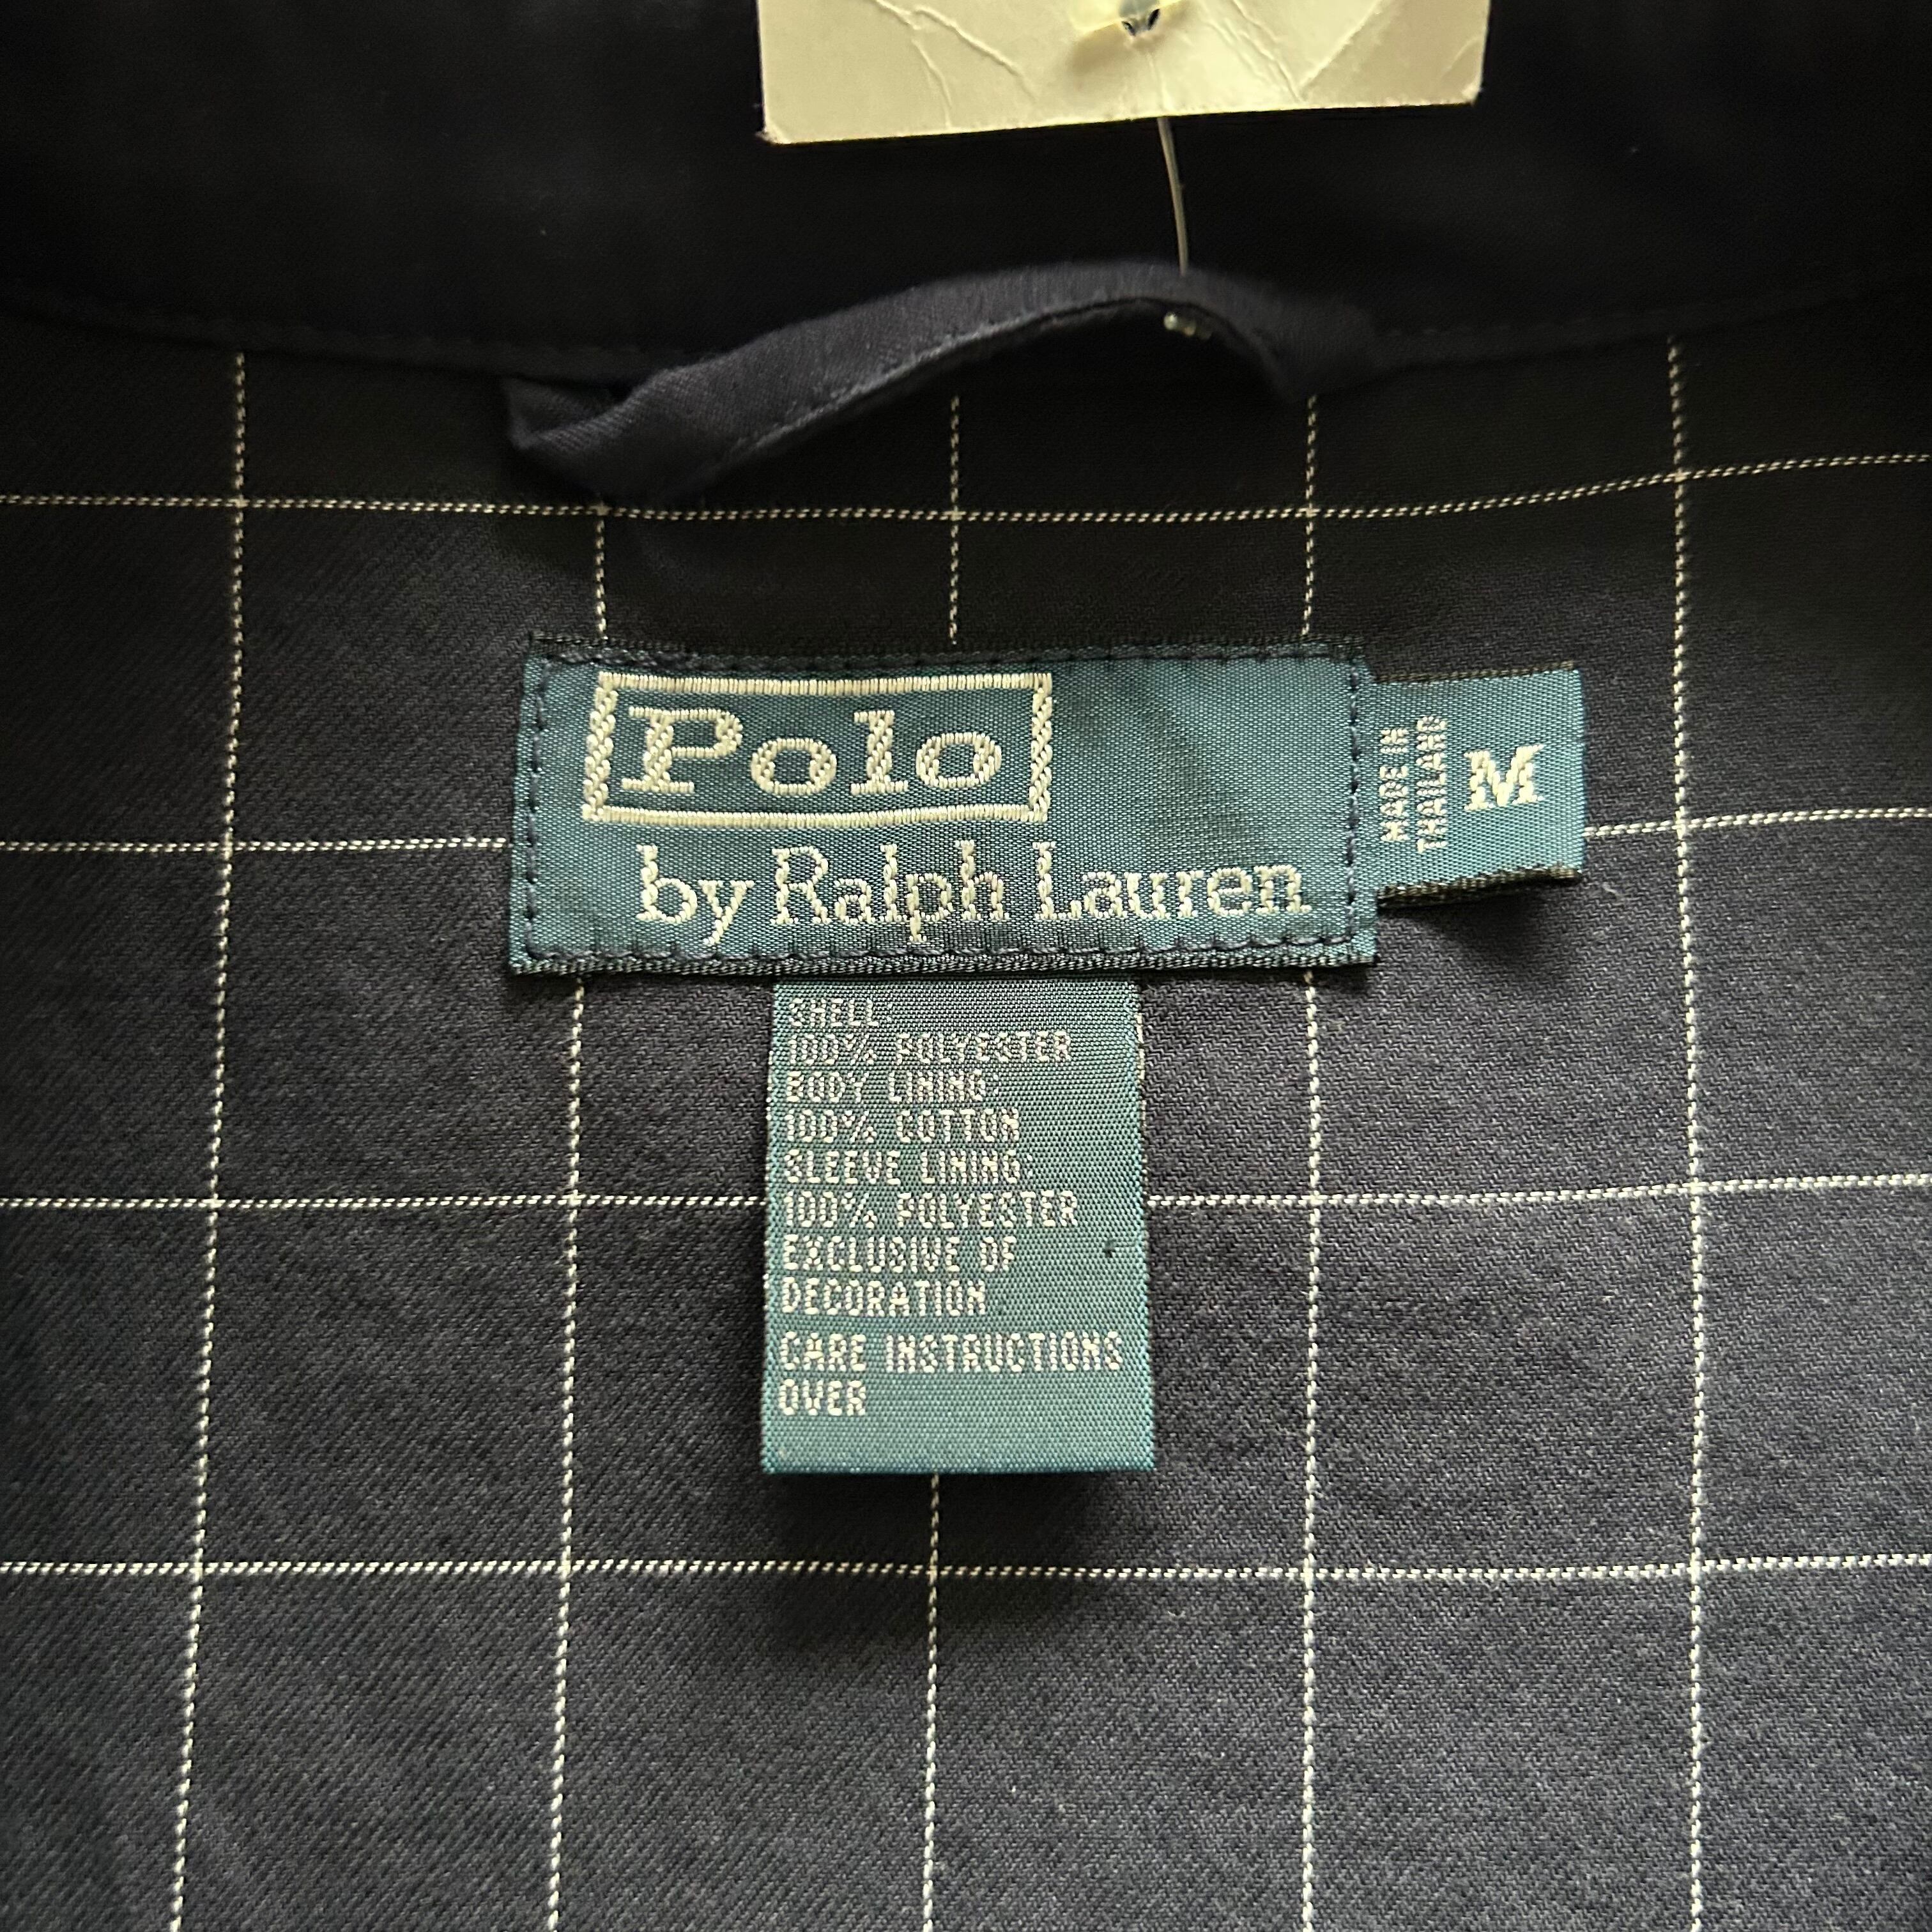 Polo
by Ralph Lauren
MADE IN
THAILAND
M
SHELL:
100% POLYESTER
BODY LINING:
100% COTTON
SLEEVE LINING:
100% POLYESTER
EXCLUSIVE OF
DECORATION
CARE INSTRUCTIONS
OVER